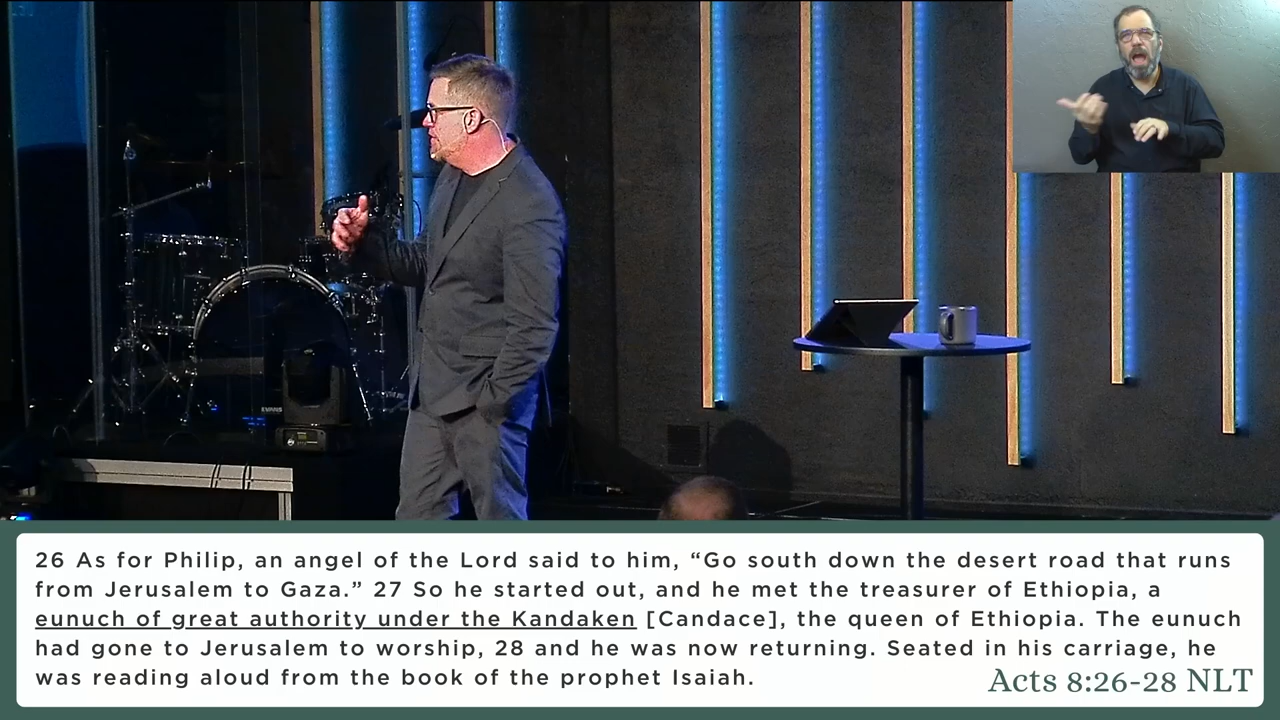 EVANS
26 As for Philip, an angel of the Lord said to him, “Go south down the desert road that runs
from Jerusalem to Gaza.” 27 So he started out, and he met the treasurer of Ethiopia, a
eunuch of great authority under the Kandaken [Candace], the queen of Ethiopia. The eunuch
had gone to Jerusalem to worship, 28 and he was now returning. Seated in his carriage, he
was reading aloud from the book of the prophet Isaiah.
Acts 8:26-28 NLT